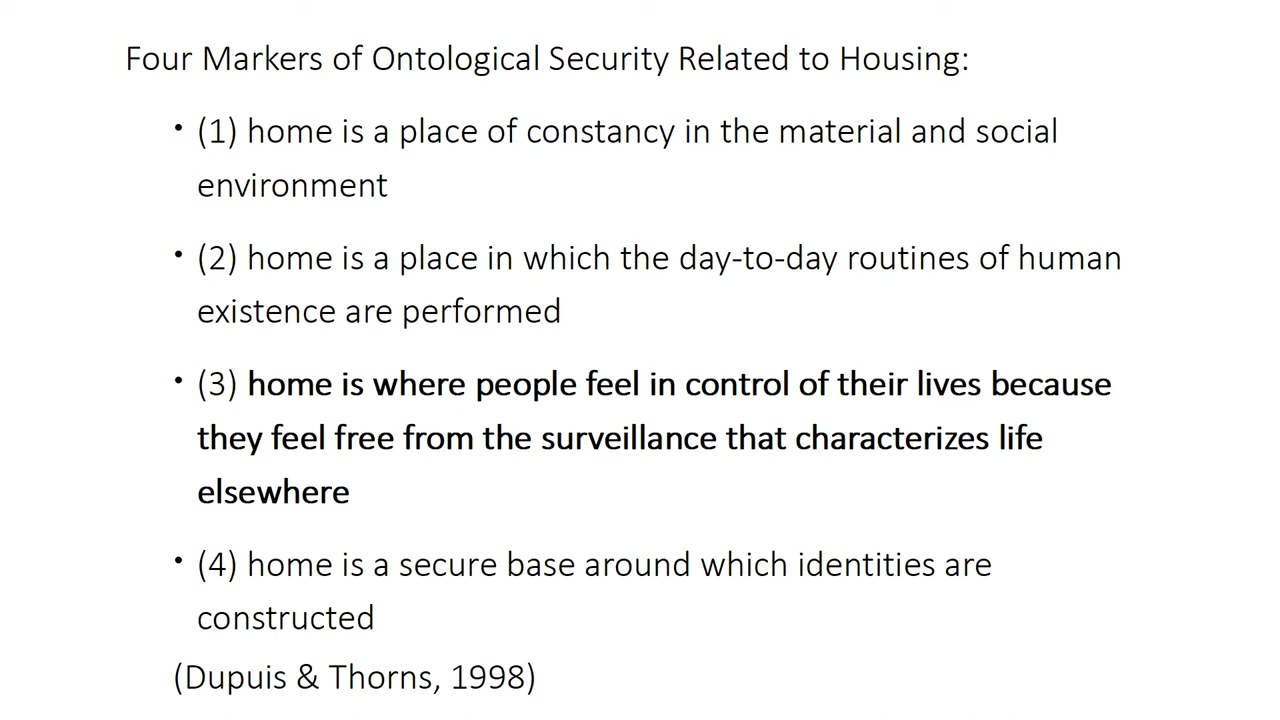 Four Markers of Ontological Security Related to Housing:
• (1) home is a place of constancy in the material and social
environment
• (2) home is a place in which the day-to-day routines of human
existence are performed
• (3) home is where people feel in control of their lives because
they feel free from the surveillance that characterizes life
elsewhere
• (4) home is a secure base around which identities are
constructed
(Dupuis & Thorns, 1998)